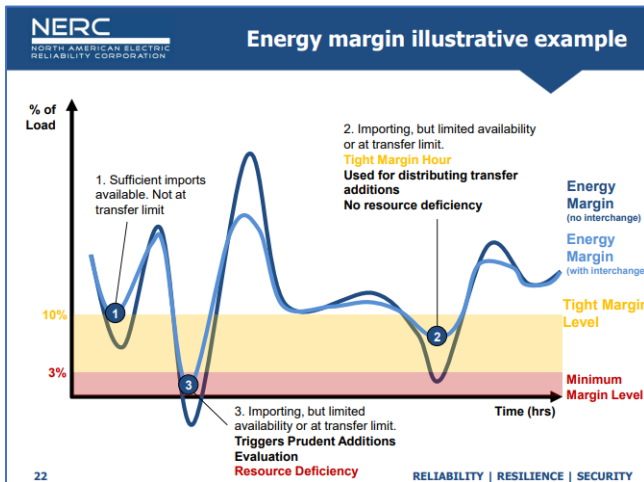 NERC
NORTH AMERICAN ELECTRIC
RELIABILITY CORPORATION
Energy margin illustrative example
% of
Load
1. Sufficient imports
available. Not at
transfer limit
2. Importing, but limited availability
or at transfer limit.
Tight Margin Hour
Used for distributing transfer
additions
No resource deficiency
Energy
Margin
(no interchange)
Energy
Margin
(with interchange
10%
1
2
Tight Margin
Level
3%
3
Minimum
Margin Level
Time (hrs)
3. Importing, but limited
availability or at transfer limit.
Triggers Prudent Additions
Evaluation
Resource Deficiency
22
RELIABILITY | RESILIENCE | SECURITY